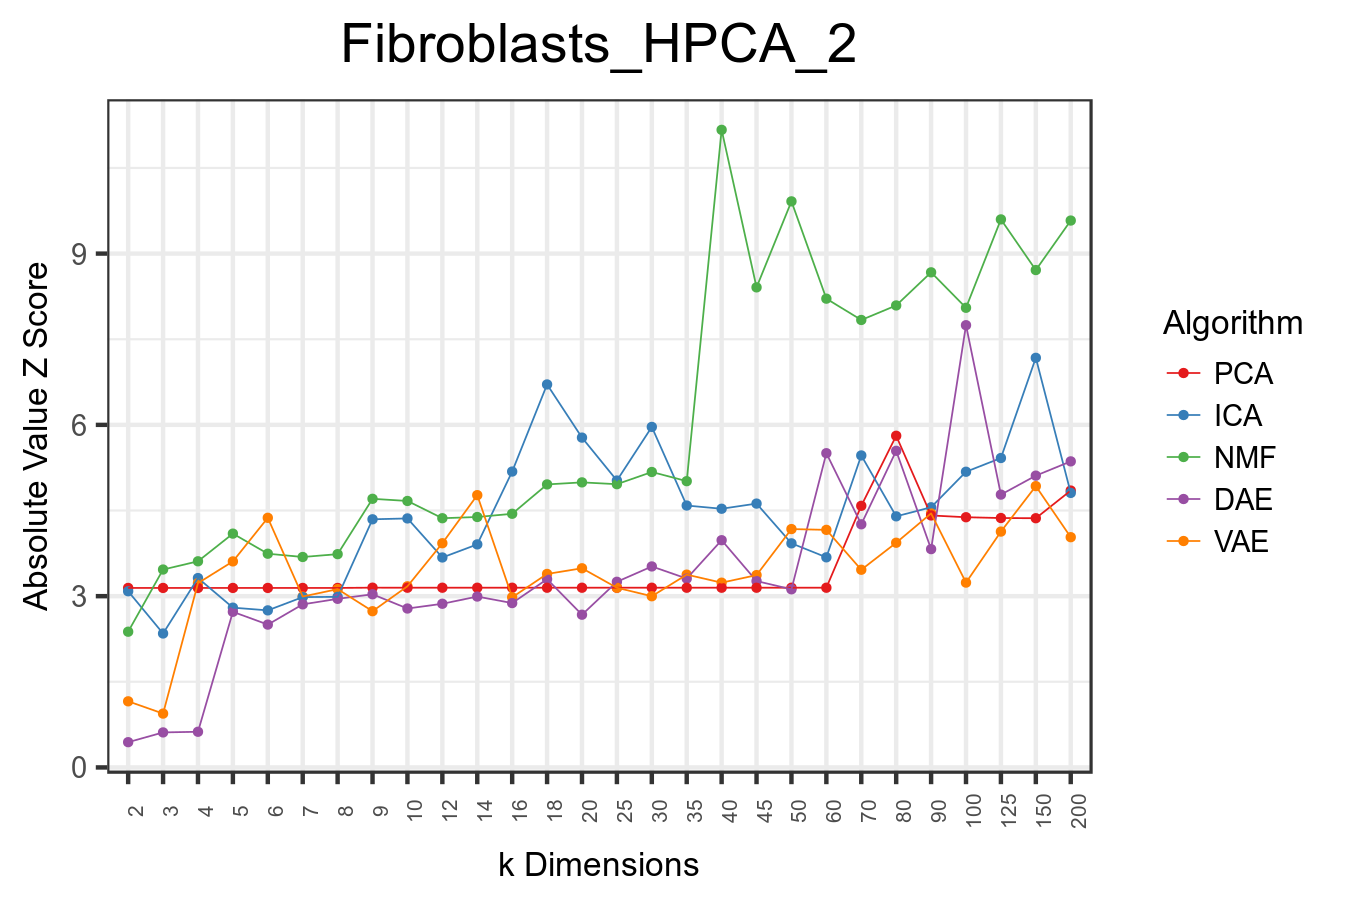 Fibroblasts_HPCA_2
Absolute Value Z Score
9
6
3
0
2 3 4 5 6 7 8 9 10 12 14 16 18 20 25 30 35 40 45 50 60 70 80 90 100 125 150 200
k Dimensions
Algorithm
PCA
ICA
NMF
DAE
VAE